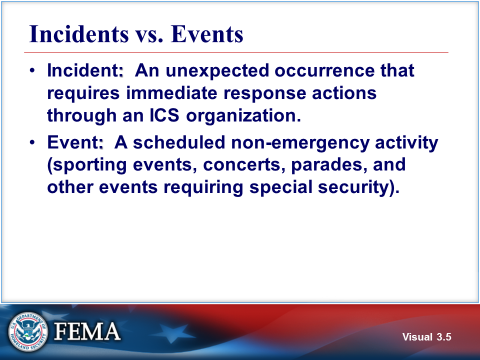 Incidents vs. Events
• Incident:  An unexpected occurrence that
requires immediate response actions
through an ICS organization.
• Event:  A scheduled non-emergency activity
(sporting events, concerts, parades, and
other events requiring special security).
FEMA
Visual 3.5